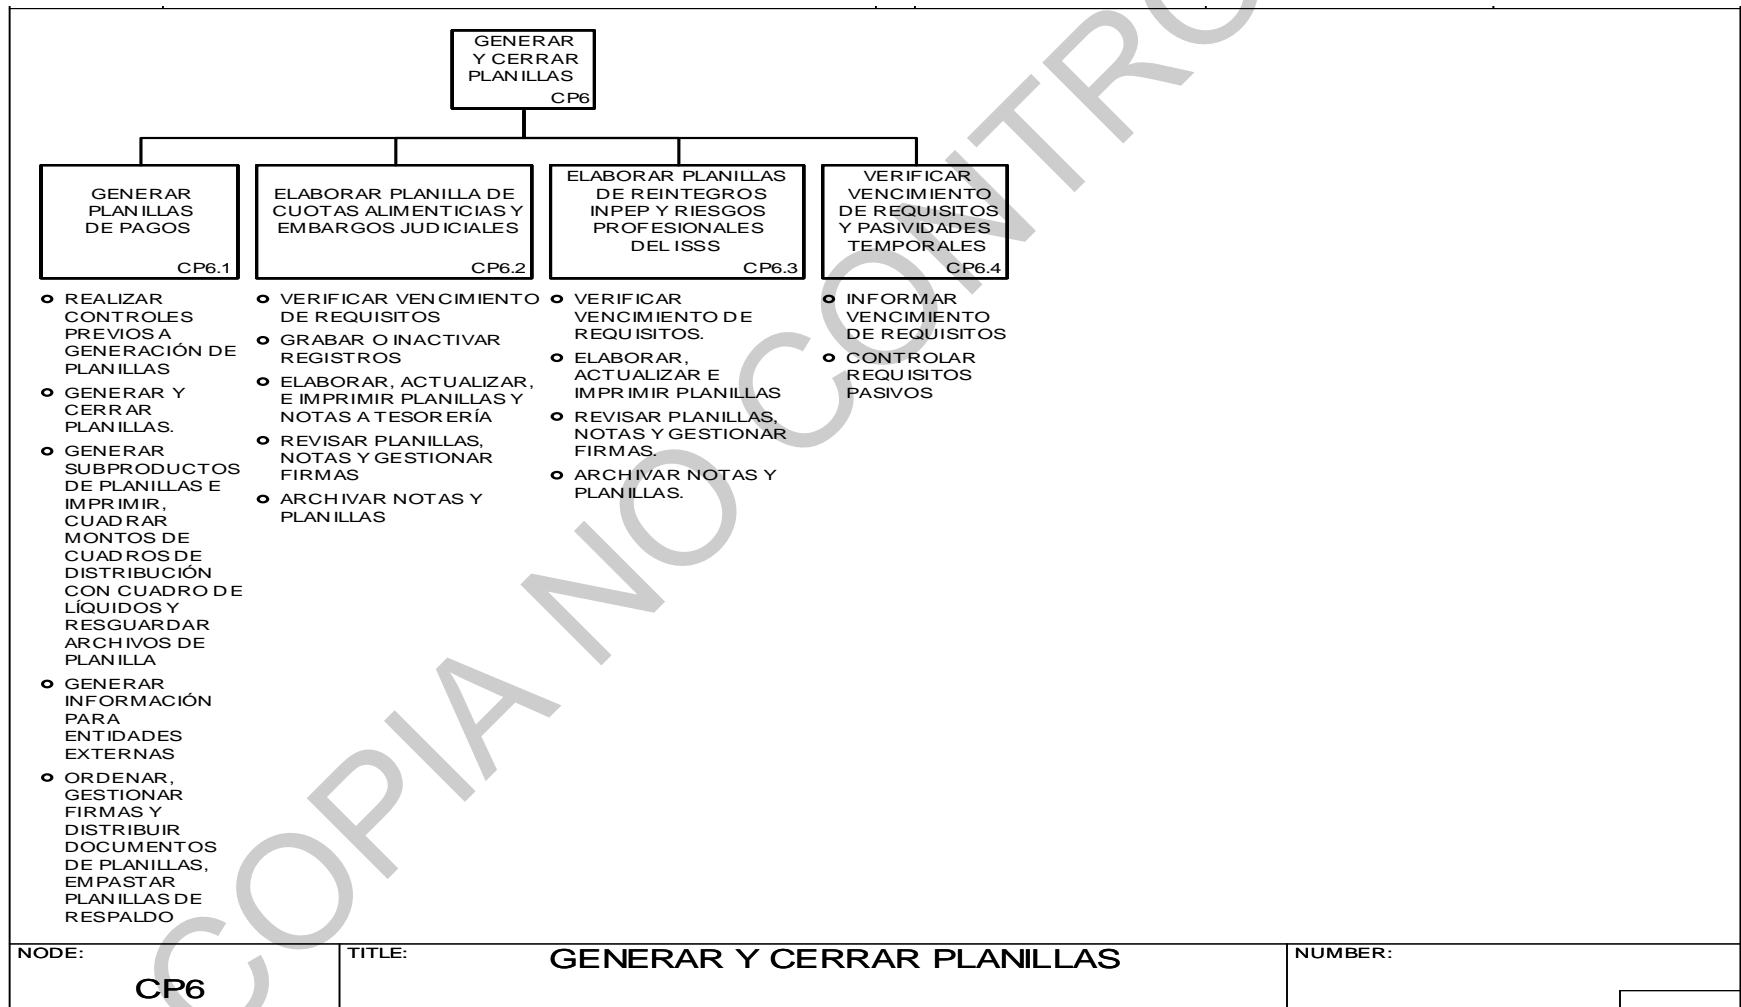 GENERAR
Y CERRAR
PLANILLAS
CP6
GENERAR
PLANILLAS
DE PAGOS
CP6.1
ELABORAR PLANILLA DE
CUOTAS ALIMENTICIAS Y
EMBARGOS JUDICIALES
CP6.2
ELABORAR PLANILLAS
DE REINTEGROS
INPEP Y RIESGOS
PROFESIONALES
DEL ISSS
CP6.3
VERIFICAR
VENCIMIENTO
DE REQUISITOS
Y PASIVIDADES
TEMPORALES
CP6.4
REALIZAR
CONTROLES
PREVIOS A
GENERACIÓN DE
PLANILLAS
GENERAR Y
CERRAR
PLANILLAS.
GENERAR
SUBPRODUCTOS
DE PLANILLAS E
IMPRIMIR,
CUADRAR
MONTOS DE
CUADROS DE
DISTRIBUCIÓN
CON CUADRO DE
LÍQUIDOS Y
RESGUARDAR
ARCHIVOS DE
PLANILLA
GENERAR
INFORMACIÓN
PARA
ENTIDADES
EXTERNAS
ORDENAR,
GESTIONAR
FIRMAS Y
DISTRIBUIR
DOCUMENTOS
DE PLANILLAS,
EMPASTAR
PLANILLAS DE
RESPALDO
VERIFICAR VENCIMIENTO
DE REQUISITOS
GRABAR O INACTIVAR
REGISTROS
ELABORAR, ACTUALIZAR,
E IMPRIMIR PLANILLAS Y
NOTAS A TESORERÍA
REVISAR PLANILLAS,
NOTAS Y GESTIONAR
FIRMAS
ARCHIVAR NOTAS Y
PLANILLAS
VERIFICAR
VENCIMIENTO DE
REQUISITOS.
ELABORAR,
ACTUALIZAR E
IMPRIMIR PLANILLAS
REVISAR PLANILLAS,
NOTAS Y GESTIONAR
FIRMAS.
ARCHIVAR NOTAS Y
PLANILLAS.
INFORMAR
VENCIMIENTO
DE REQUISITOS
CONTROLAR
REQUISITOS
PASIVOS
COPIA NO CONTRO
NODE:
CP6
TITLE:
GENERAR Y CERRAR PLANILLAS
NUMBER: